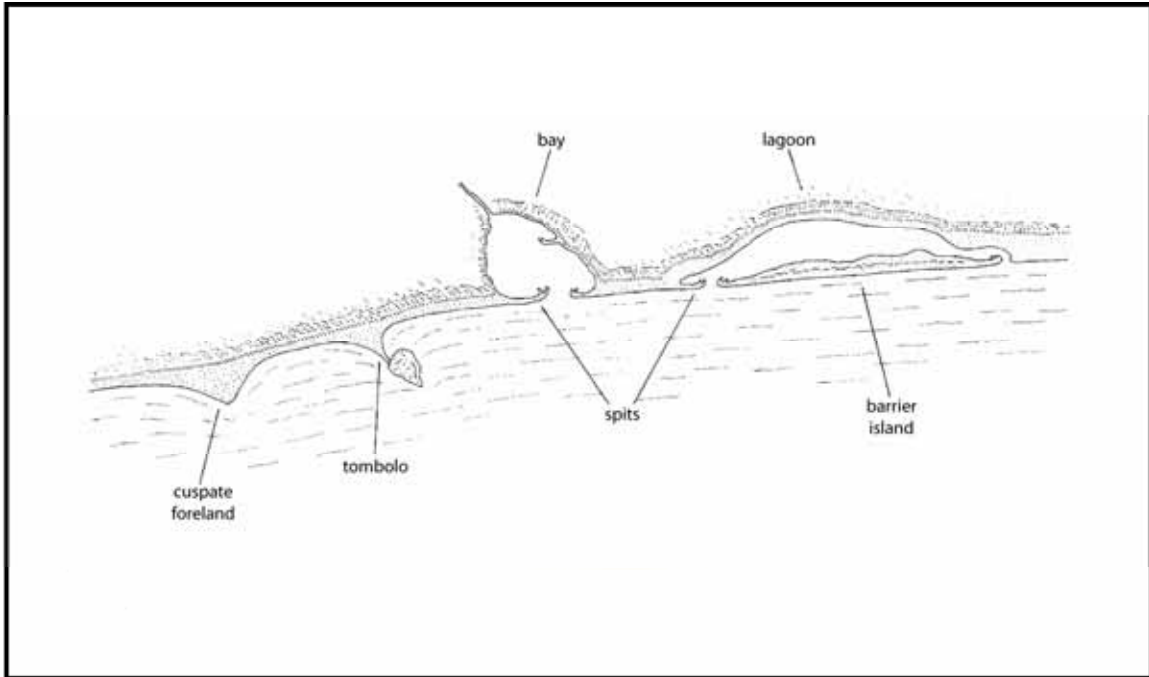 bay
lagoon
spits
barrier
island
tombolo
cuspate
foreland